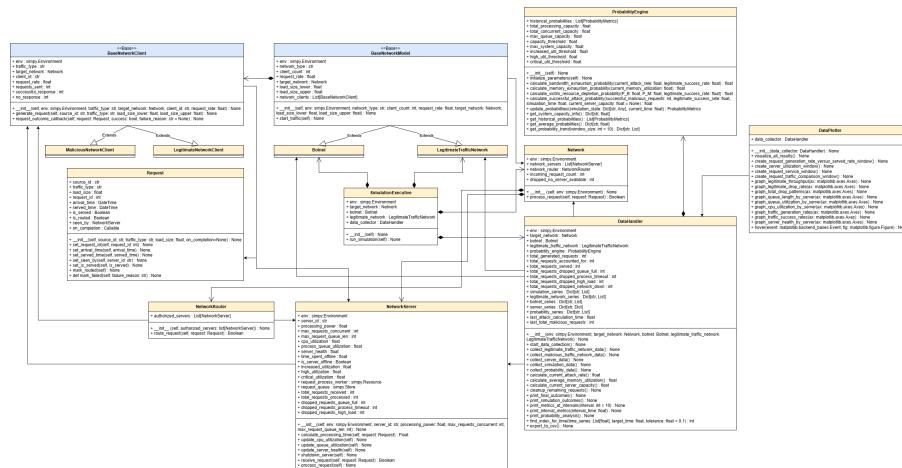 <<Base>>
BaseNetworkClient
+ env : simpy.Environment
+ traffic_type : str
+ target_network : Network
+ client_id : str
+ request_rate : float
+ requests_sent : int
+ successful_response : int
+ no_response : int
+ __init__(self, env: simpy.Environment, traffic_type: str, target_network: Network, client_id: str, request_rate: float) : None
+ generate_request(self, source_id: str, traffic_type: str, load_size_lower: float, load_size_upper: float) : None
+ request_outcome_callback(self, request: Request, success: bool, failure_reason: str = None) : None
Extends
Extends
MaliciousNetworkClient
LegitimateNetworkClient
<<Base>>
BaseNetworkModel
+ env : simpy.Environment
+ network_type : str
+ client_count : int
+ request_rate : float
+ target_network : Network
+ load_size_lower : float
+ load_size_upper : float
+ network_clients : List[BaseNetworkClient]
+ __init__(self, env: simpy.Environment, network_type: str, client_count: int, request_rate: float, target_network: Network,
load_size_lower: float, load_size_upper: float) : None
+ start_traffic(self) : None
Extends
Extends
Botnet
LegitimateTrafficNetwork
Request
+ source_id : str
+ traffic_type : str
+ load_size : float
+ request_id : int
+ arrival_time : DateTime
+ served_time : DateTime
+ is_served : Boolean
+ is_routed : Boolean
+ seen_by : NetworkServer
+ on_completion : Callable
+ __init__(self, source_id: str, traffic_type: str, load_size: float, on_completion=None) : None
+ set_request_id(self, request_id: int) : None
+ set_arrival_time(self, arrival_time) : None
+ set_served_time(self, served_time) : None
+ set_seen_by(self, server_id: str) : None
+ set_is_served(self, is_served) : None
+ mark_routed(self) : None
+ def mark_failed(self, failure_reason: str) : None
SimulationExecutive
+ env : simpy.Environment
+ target_network : Network
+ botnet : Botnet
+ legitimate_network : LegitimateTrafficNetwork
+ data_collector : DataHandler
+ __init__(self) : None
+ run_simulation(self) : None
NetworkRouter
+ authorized_servers : List[NetworkServer]
+ __init__(self, authorized_servers: list[NetworkServer]) : None
+ route_request(self, request: Request) : Boolean
NetworkServer
+ env : simpy.Environment
+ server_id : str
+ processing_power : float
+ max_requests_concurrent : int
+ max_request_queue_len : int
+ cpu_utilization : float
+ process_queue_utilization : float
+ server_health : float
+ time_spent_offline : float
+ is_server_offline : Boolean
+ increased_utilization : float
+ high_utilization : float
+ critical_utilization : float
+ request_process_worker : simpy.Resource
+ request_queue : simpy.Store
+ total_requests_received : int
+ total_requests_processed : int
+ dropped_requests_queue_full : int
+ dropped_requests_process_timeout : int
+ dropped_requests_high_load : int
+ __init__(self, env: simpy.Environment, server_id: str, processing_power: float, max_requests_concurrent: int,
max_request_queue_len: int) : None
+ calculate_processing_time(self, request: Request) : Float
+ update_cpu_utilization(self) : None
+ update_queue_utilization(self) : None
+ update_server_health(self) : None
+ shutdown_server(self) : None
+ receive_request(self, request: Request) : Boolean
+ process_request(self) : None
ProbabilityEngine
+ historical_probabilities : List[ProbabilityMetrics]
+ total_processing_capacity : float
+ total_concurrent_capacity : float
+ max_queue_capacity : float
+ capacity_threshold : float
+ max_system_capacity : float
+ increased_util_threshold : float
+ high_util_threshold : float
+ critical_util_threshold : float
+ __init__(self) : None
+ initialize_parameters(self) : None
+ calculate_bandwidth_exhaustion_probability(current_attack_rate: float, legitimate_success_rate: float) : float
+ calculate_memory_exhaustion_probability(current_memory_utilization: float) : float
+ calculate_victim_resource_depletion_probability(P_B: float, P_M: float, legitimate_success_rate: float) : float
+ calculate_successful_attack_probability(successful_malicious_requests: int, legitimate_success_rate: float,
simulation_time: float, current_server_capacity: float = None) : float
+ update_probabilities(simulation_state: Dict[str, Any], current_time: float) : ProbabilityMetrics
+ get_system_capacity_info() : Dict[str, float]
+ get_historical_probabilities() : List[ProbabilityMetrics]
+ get_average_probabilities() : Dict[str, float]
+ get_probability_trend(window_size: int = 10) : Dict[str, List]
Network
+ env : simpy.Environment
+ network_servers : List[NetworkServer]
+ network_router : NetworkRouter
+ incoming_request_count : int
+ dropped_no_server_available : int
+ __init__(self, env: simpy.Environment) : None
+ process_request(self, request: Request) : Boolean
DataHandler
+ env : simpy.Environment
+ target_network : Network
+ botnet : Botnet
+ legitimate_traffic_network : LegitimateTrafficNetwork
+ probability_engine : ProbabilityEngine
+ total_generated_requests : int
+ total_requests_accounted_for : int
+ total_requests_served : int
+ total_requests_dropped_queue_full : int
+ total_requests_dropped_process_timeout : int
+ total_requests_dropped_high_load : int
+ total_requests_dropped_network_down : int
+ simulation_series : Dict[str, List]
+ legitimate_network_series : Dict[str, List]
+ botnet_series : Dict[str, List]
+ server_series : Dict[str, Dict]
+ probability_series : Dict[str, List]
+ last_attack_calculation_time : float
+ last_total_malicious_requests : int
+ __init__(env: simpy.Environment, target_network: Network, botnet: Botnet, legitimate_traffic_network:
LegitimateTrafficNetwork) : None
+ start_data_collection() : None
+ collect_legitimate_traffic_network_data() : None
+ collect_malicious_traffic_network_data() : None
+ collect_server_data() : None
+ collect_simulation_data() : None
+ collect_probability_data() : None
+ calculate_current_attack_rate() : float
+ calculate_average_memory_utilization() : float
+ calculate_current_server_capacity() : float
+ cleanup_remaining_requests() : None
+ print_final_outcomes() : None
+ print_simulation_outcomes() : None
+ print_metrics_at_intervals(interval: int = 10) : None
+ print_interval_metrics(interval_time: float) : None
+ print_probability_analysis() : None
+ find_index_for_time(time_series: List[float], target_time: float, tolerance: float = 0.1) : int
+ export_to_csv() : None
DataPlotter
+ data_collector : DataHandler
+ __init__(data_collector: DataHandler) : None
+ visualize_all_results() : None
+ create_request_generation_rate_versus_served_rate_window() : None
+ create_server_utilization_window() : None
+ create_request_service_window() : None
+ create_request_traffic_comparison_window() : None
+ graph_legitimate_throughput(ax: matplotlib.axes.Axes) : None
+ graph_legitimate_drop_rate(ax: matplotlib.axes.Axes) : None
+ graph_total_drop_patterns(ax: matplotlib.axes.Axes) : None
+ graph_queue_length_by_server(ax: matplotlib.axes.Axes) : None
+ graph_queue_utilization_by_server(ax: matplotlib.axes.Axes) : None
+ graph_cpu_utilization_by_server(ax: matplotlib.axes.Axes) : None
+ graph_traffic_generation_rate(ax: matplotlib.axes.Axes) : None
+ graph_traffic_success_rate(ax: matplotlib.axes.Axes) : None
+ graph_server_health_by_server(ax: matplotlib.axes.Axes) : None
+ hover(event: matplotlib.backend_bases.Event, fig: matplotlib.figure.Figure) : No